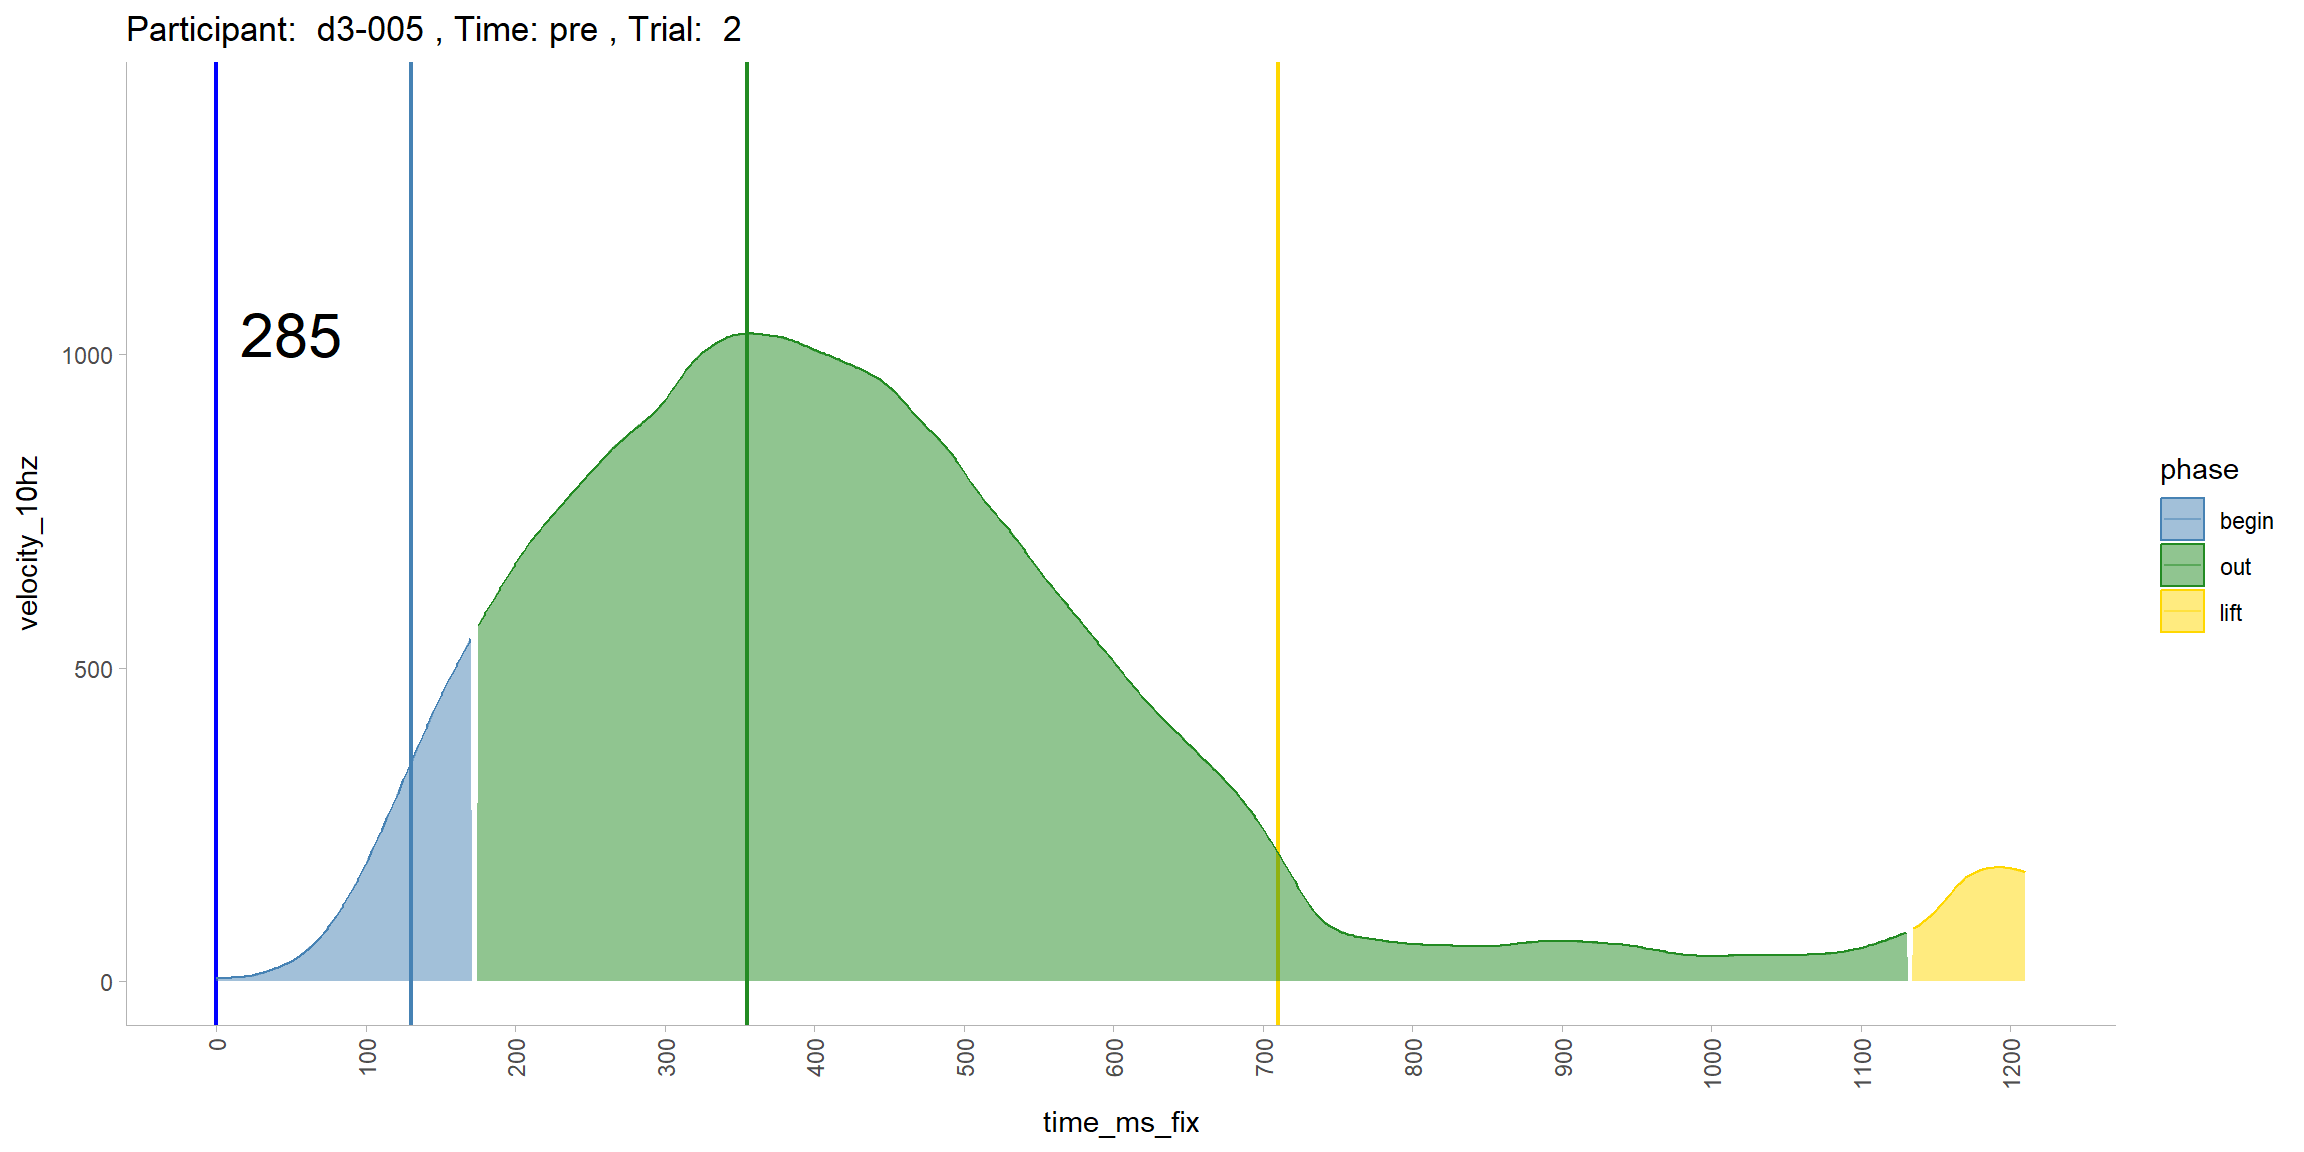 Participant:  d3-005 , Time: pre , Trial:  2
285
1000
500
0
velocity_10hz
0
100
200
300
400
500
600
700
800
900
1000
1100
1200
time_ms_fix
phase
begin
out
lift